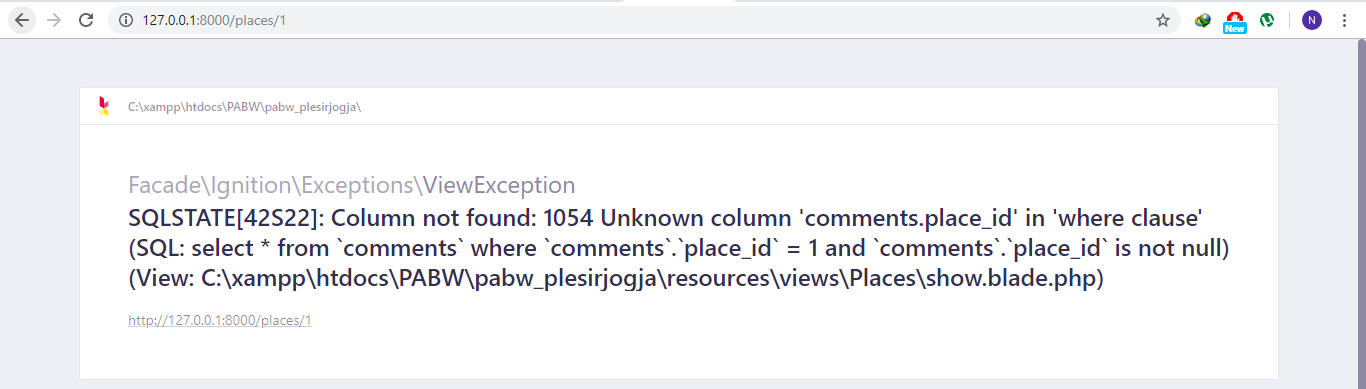 127.0.0.1:8000/places/1
New
N
C:\xampp\htdocs\PABW\pabw_plesirjogja\
Facade\Ignition\Exceptions\ViewException
SQLSTATE[42S22]: Column not found: 1054 Unknown column 'comments.place_id' in 'where clause'
(SQL: select * from `comments` where `comments`.`place_id` = 1 and `comments`.`place_id` is not null)
(View: C:\xampp\htdocs\PABW\pabw_plesirjogja\resources\views\Places\show.blade.php)
http://127.0.0.1:8000/places/1